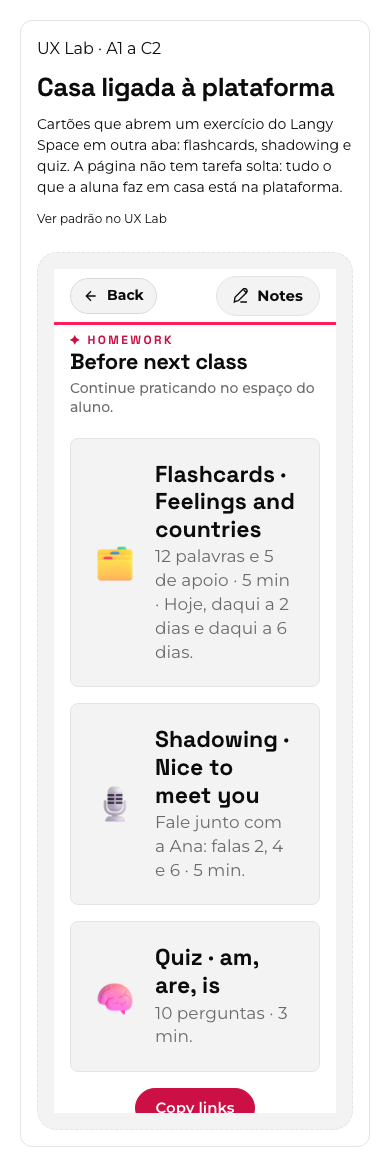 UX Lab · A1 a C2
Casa ligada à plataforma
Cartões que abrem um exercício do Langy
Space em outra aba: flashcards, shadowing e
quiz. A página não tem tarefa solta: tudo o
que a aluna faz em casa está na plataforma.
Ver padrão no UX Lab
Back
Notes
HOMEWORK
Before next class
Continue praticando no espaço do
aluno.
Flashcards ·
Feelings and
countries
12 palavras e 5
de apoio · 5 min
· Hoje, daqui a 2
dias e daqui a 6
dias.
Shadowing ·
Nice to
meet you
Fale junto com
a Ana: falas 2, 4
e 6 · 5 min.
Quiz · am,
are, is
10 perguntas · 3
min.
Copy links